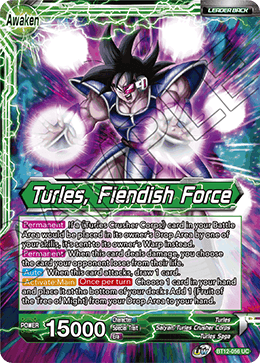 LEADER BACK
Awaken
Turles, Fiendish Force
Permanent If a {Turles Crusher Corps} card in your Battle
Area would be placed in its owner's Drop Area by one of
your skills, it's sent to its owner's Warp instead.
Permanent When this card deals damage, you choose
the card your opponent loses from their life.
Auto When this card attacks, draw 1 card.
Activate:Main Once per turn Choose 1 card in your hand
and place it at the bottom of your deck: Add 1 {Fruit
of the Tree of Might} from your Drop Area to your hand.
POWER 15000
Character Turles
Special Trait Saiyan/Turles Crusher Corps
Era Turles Saga
BT12-056 UC